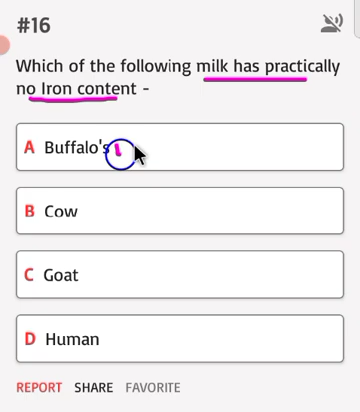 #16
Which of the following milk has practically
no Iron content -
A Buffalo's
B Cow
C Goat
D Human
REPORT SHARE FAVORITE